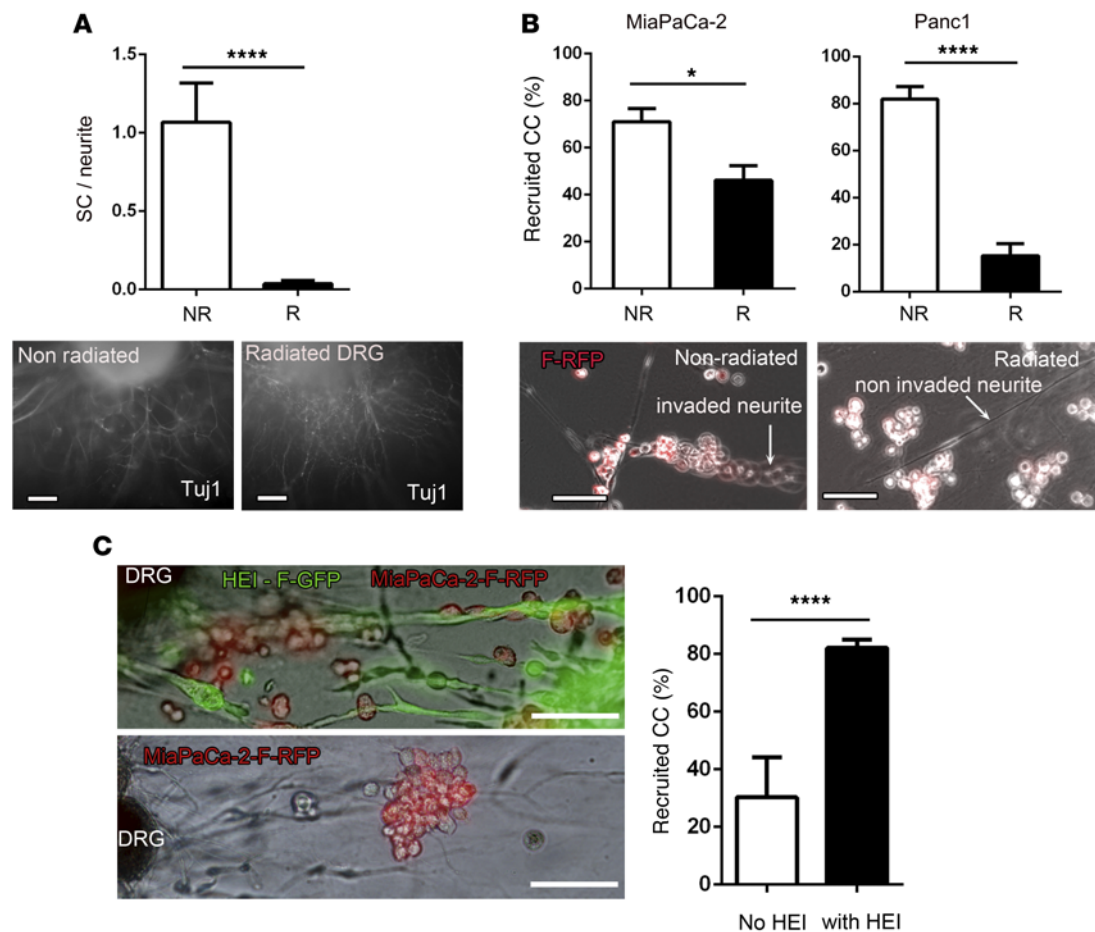 A
1.5
1.0
0.5
0.0
SC / neurite
****
NR
R
Non radiated
Tuj1
Radiated DRG
Tuj1
B
MiaPaCa-2
100
80
60
40
20
0
Recruited CC (%)
*
NR
R
Panc1
100
80
60
40
20
0
****
NR
R
F-RFP
Non-radiated
invaded neurite
Radiated
non invaded neurite
C
DRG
HEI - F-GFP
MiaPaCa-2-F-RFP
MiaPaCa-2-F-RFP
DRG
100
80
60
40
20
0
Recruited CC (%)
****
No HEI
with HEI